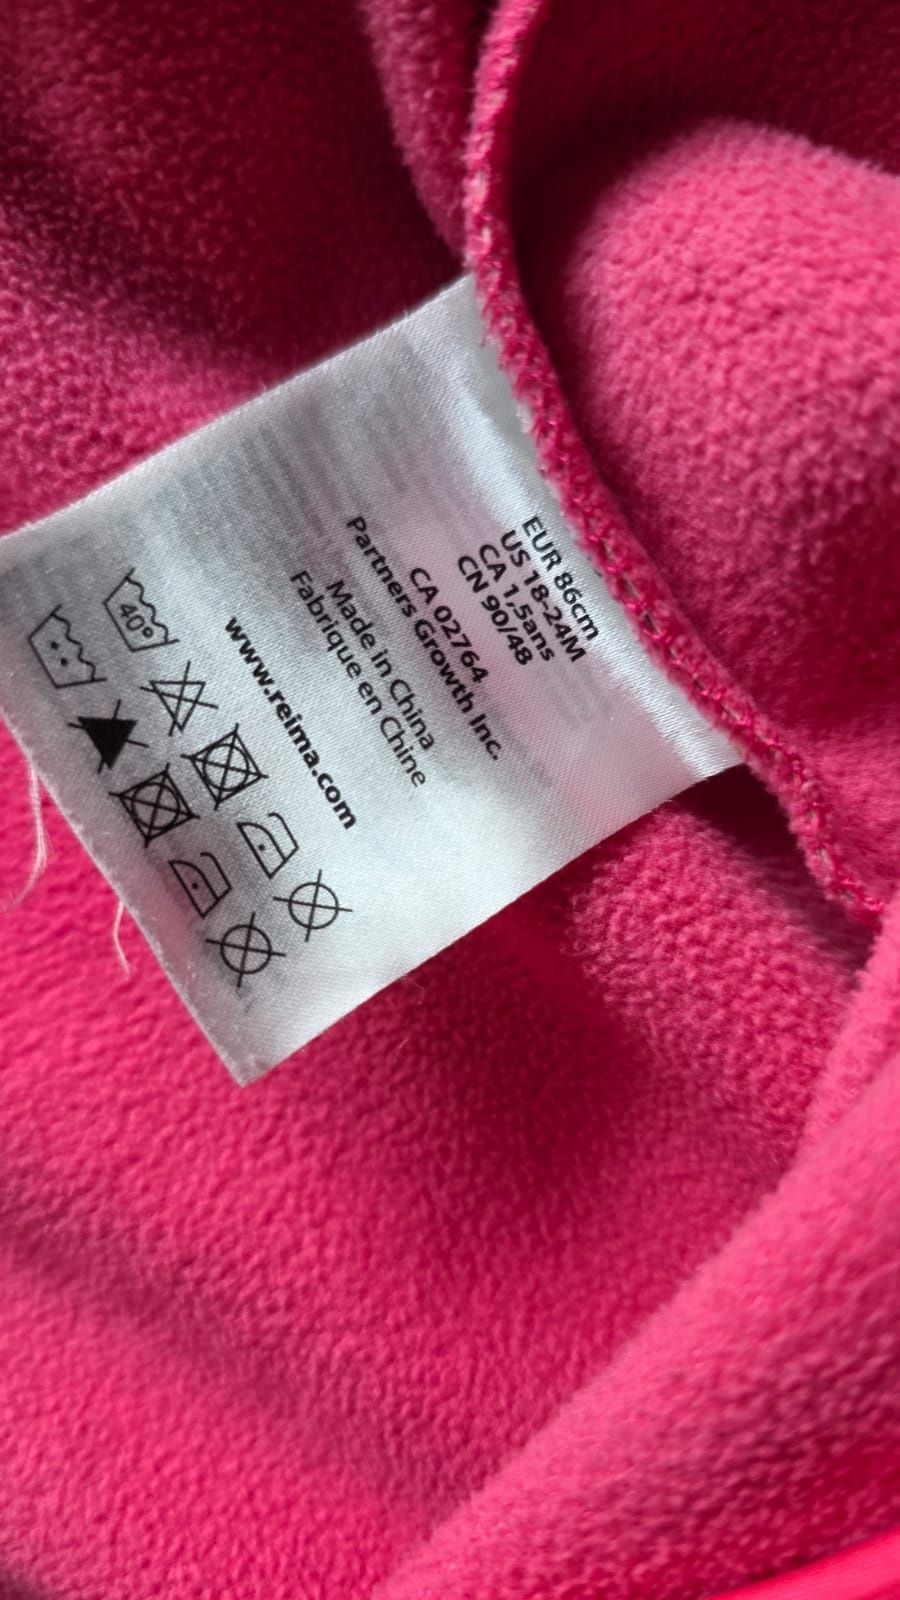 EUR 86cm
US 18-24M
CA 1,5ans
CN 90/48
CA 02764
Partners Growth Inc.
Made in China
Fabrique en Chine
www.reima.com
40°